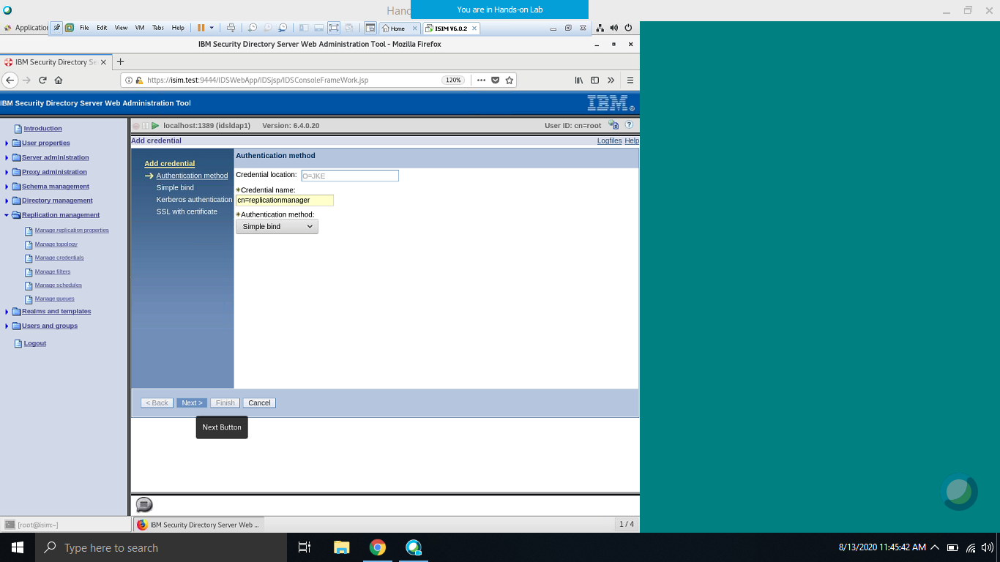 Hand
You are in Hands-on Lab
Application
File Edit View VM Tabs Help
Home
ISIM V6.0.2
IBM Security Directory Server Web Administration Tool - Mozilla Firefox
IBM Security Directory Se
https://isim.test:9444/IDSWebApp/IDSjsp/IDSConsoleFrameWork.jsp
120%
IBM Security Directory Server Web Administration Tool
IBM®
Introduction
User properties
Server administration
Proxy administration
Schema management
Directory management
Replication management
Manage replication properties
Manage topology
Manage credentials
Manage filters
Manage schedules
Manage queues
Realms and templates
Users and groups
Logout
localhost:1389 (idsldap1) Version: 6.4.0.20 User ID: cn=root
Add credential Logfiles Help
Add credential
Authentication method
Simple bind
Kerberos authentication
SSL with certificate
Authentication method
Credential location: O=JKE
*Credential name:
cn=replicationmanager
*Authentication method:
Simple bind
< Back Next > Finish Cancel
Next Button
[root@isim:~]
IBM Security Directory Server Web ...
1 / 4
Type here to search
8/13/2020 11:45:42 AM